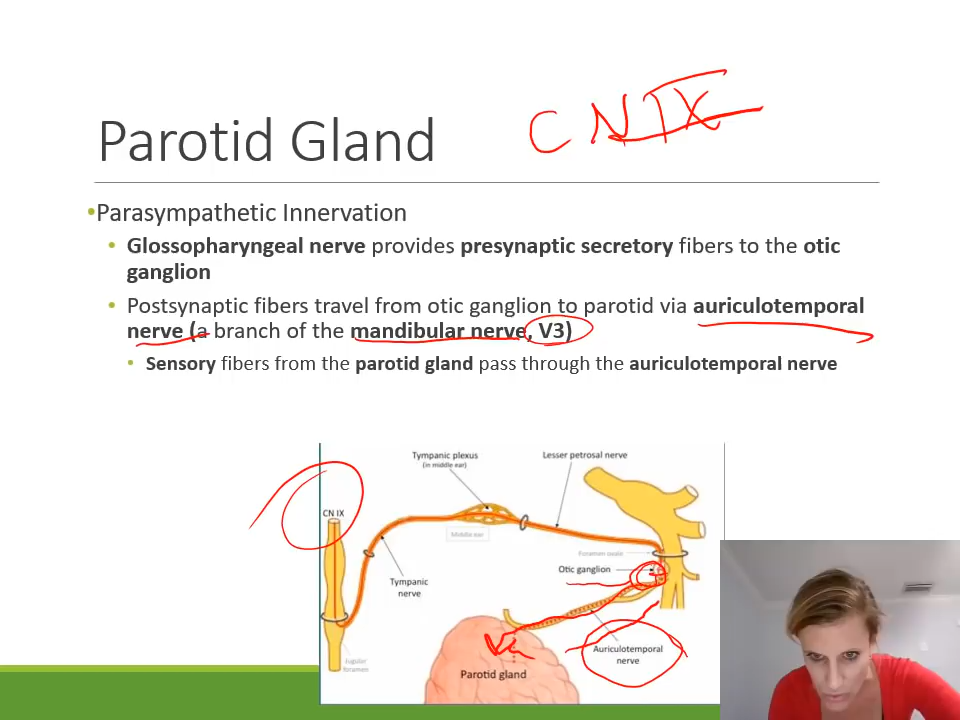 CN IX
Parotid Gland
•Parasympathetic Innervation
• Glossopharyngeal nerve provides presynaptic secretory fibers to the otic
ganglion
• Postsynaptic fibers travel from otic ganglion to parotid via auriculotemporal
nerve (a branch of the mandibular nerve, V3)
• Sensory fibers from the parotid gland pass through the auriculotemporal nerve
Tympanic plexus
(in middle ear)
Lesser petrosal nerve
CN IX
Middle ear
Foramen ovale
Otic ganglion
Tympanic
nerve
Auriculotemporal
nerve
Jugular
foramen
Parotid gland